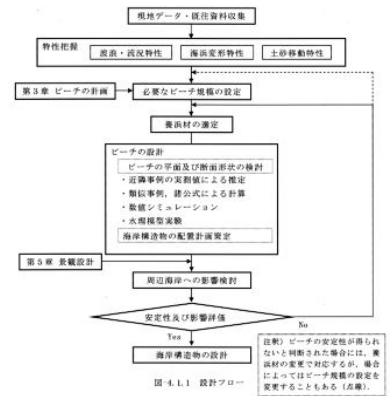 現地データ・既往資料収集
特性把握
波浪・流況特性
海浜変形特性
土砂移動特性
第3章 ビーチの計画
必要なビーチ規模の設定
養浜材の選定
ビーチの設計
ビーチの平面及び断面形状の検討
・近隣事例の実測値による推定
・類似事例，諸公式による計算
・数値シミュレーション
・水理模型実験
海岸構造物の配置計画策定
第5章 景観設計
周辺海岸への影響検討
安定性及び影響評価
No
Yes
海岸構造物の設計
注釈）ビーチの安定性が得られ
ないと判断された場合には，養
浜材の変更で対応するが，場合
によってはビーチ規模の設定を
変更することもある（点線）．
図-4.1.1 設計フロー